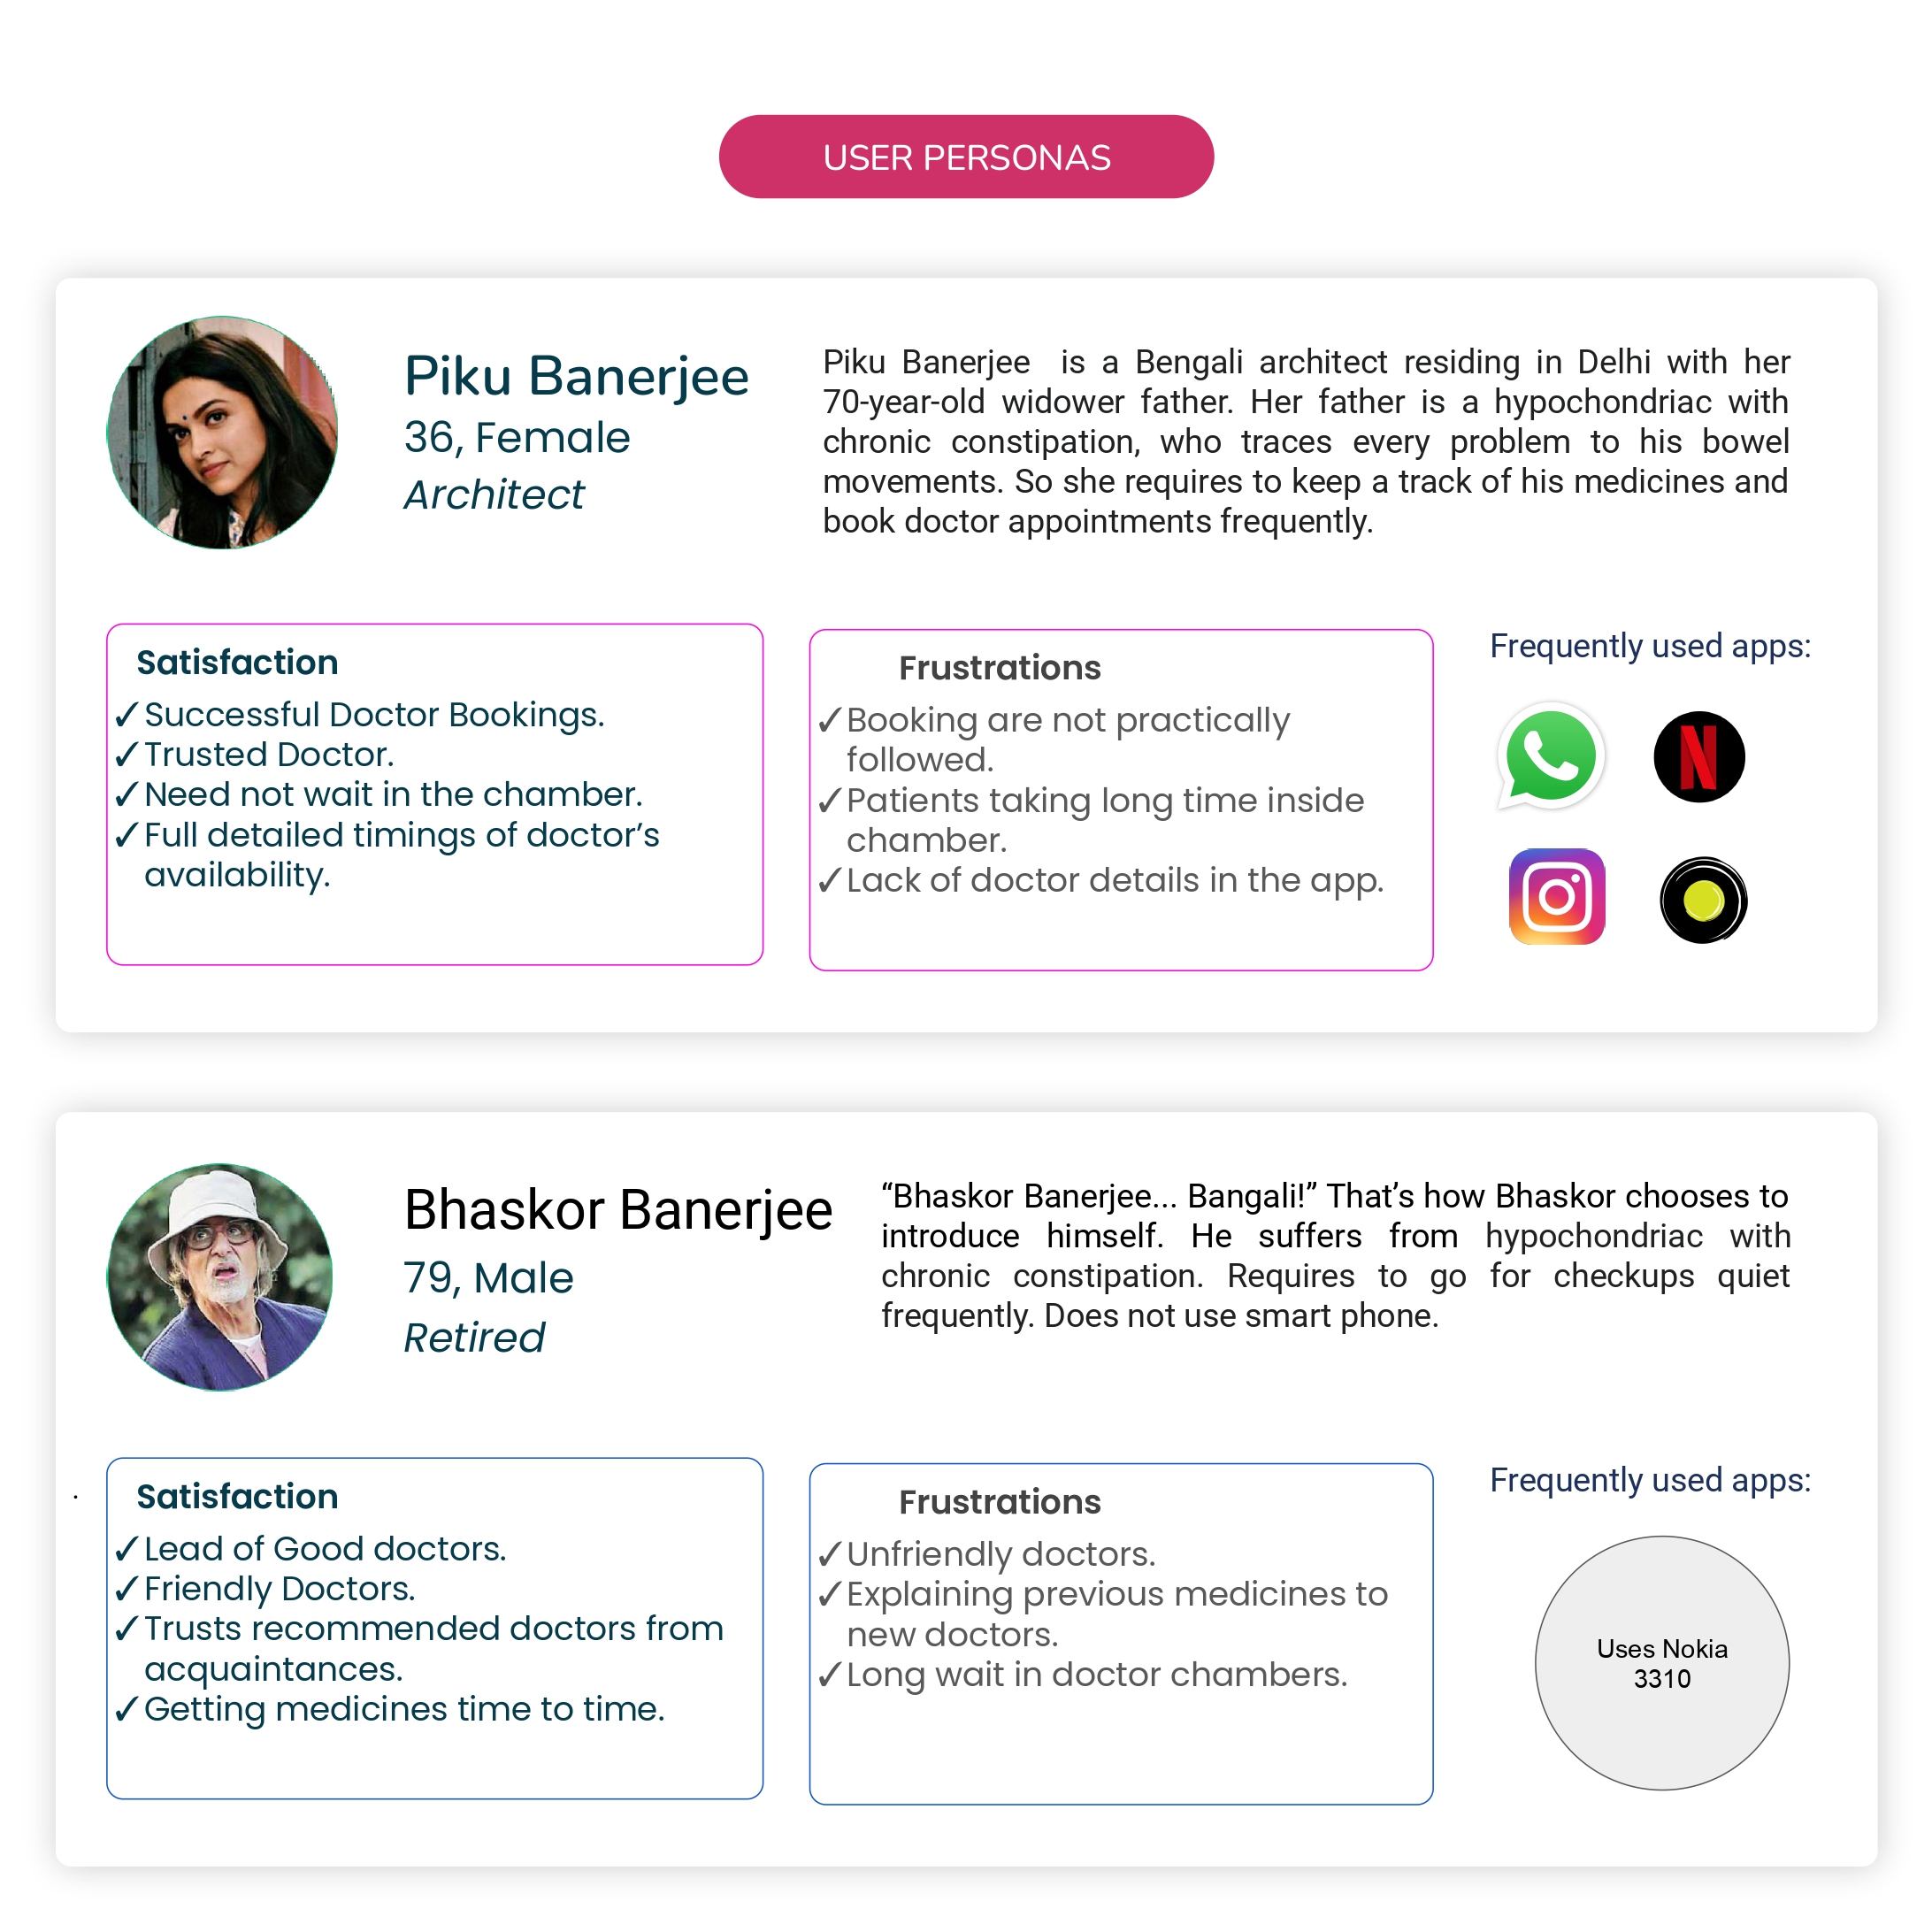 USER PERSONAS
Piku Banerjee
36, Female
Architect
Piku Banerjee is a Bengali architect residing in Delhi with her
70-year-old widower father. Her father is a hypochondriac with
chronic constipation, who traces every problem to his bowel
movements. So she requires to keep a track of his medicines and
book doctor appointments frequently.
Satisfaction
✓Successful Doctor Bookings.
✓Trusted Doctor.
✓Need not wait in the chamber.
✓Full detailed timings of doctor’s
availability.
Frustrations
✓Booking are not practically
followed.
✓Patients taking long time inside
chamber.
✓Lack of doctor details in the app.
Frequently used apps:
N
Bhaskor Banerjee
79, Male
Retired
“Bhaskor Banerjee... Bangali!” That’s how Bhaskor chooses to
introduce himself. He suffers from hypochondriac with
chronic constipation. Requires to go for checkups quiet
frequently. Does not use smart phone.
.
Satisfaction
✓Lead of Good doctors.
✓Friendly Doctors.
✓Trusts recommended doctors from
acquaintances.
✓Getting medicines time to time.
Frustrations
✓Unfriendly doctors.
✓Explaining previous medicines to
new doctors.
✓Long wait in doctor chambers.
Frequently used apps:
Uses Nokia
3310